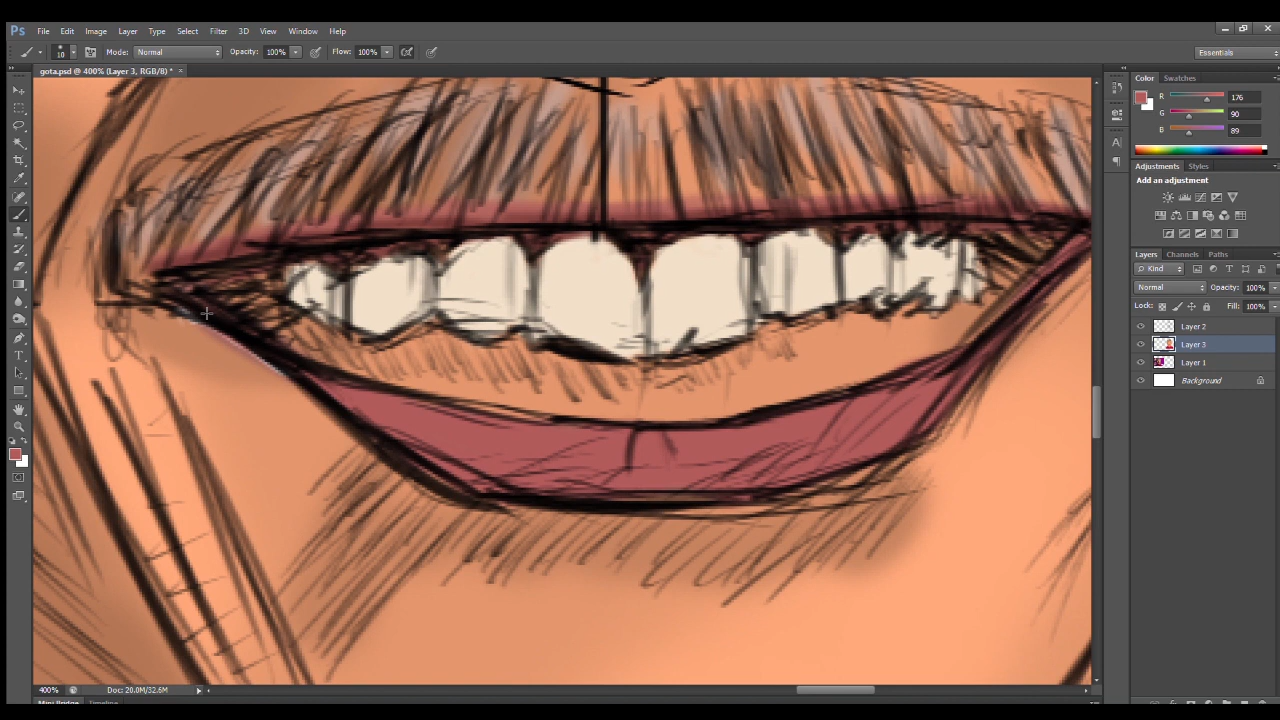 Ps File Edit Image Layer Type Select Filter 3D View Window Help
10 Mode: Normal Opacity: 100% Flow: 100% Essentials
gota.psd @ 400% (Layer 3, RGB/8) * ×
Color Swatches
R 176
G 90
B 89
Adjustments Styles
Add an adjustment
Layers Channels Paths
Kind
Normal Opacity: 100%
Lock: Fill: 100%
Layer 2
Layer 3
Layer 1
Background
400% Doc: 20.0M/32.6M
Mini Bridge Timeline